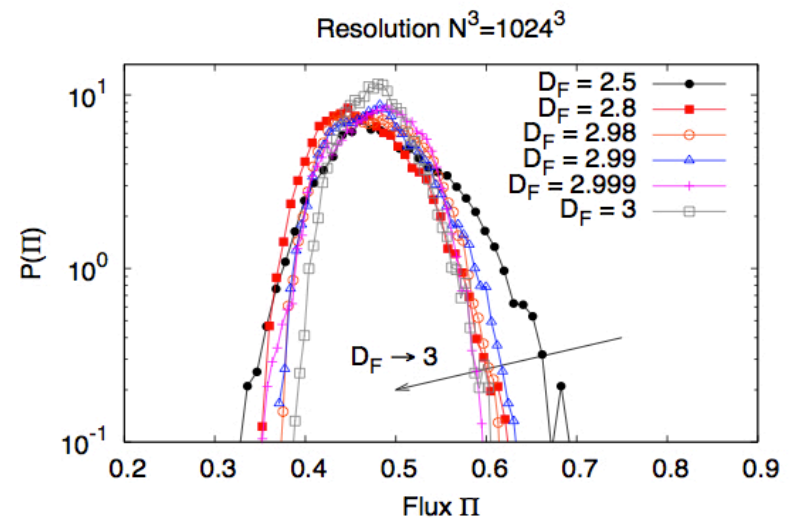 Resolution N³=1024³
D_F = 2.5
D_F = 2.8
D_F = 2.98
D_F = 2.99
D_F = 2.999
D_F = 3
D_F → 3
10¹
10⁰
10⁻¹
P(Π)
0.2 0.3 0.4 0.5 0.6 0.7 0.8 0.9
Flux Π